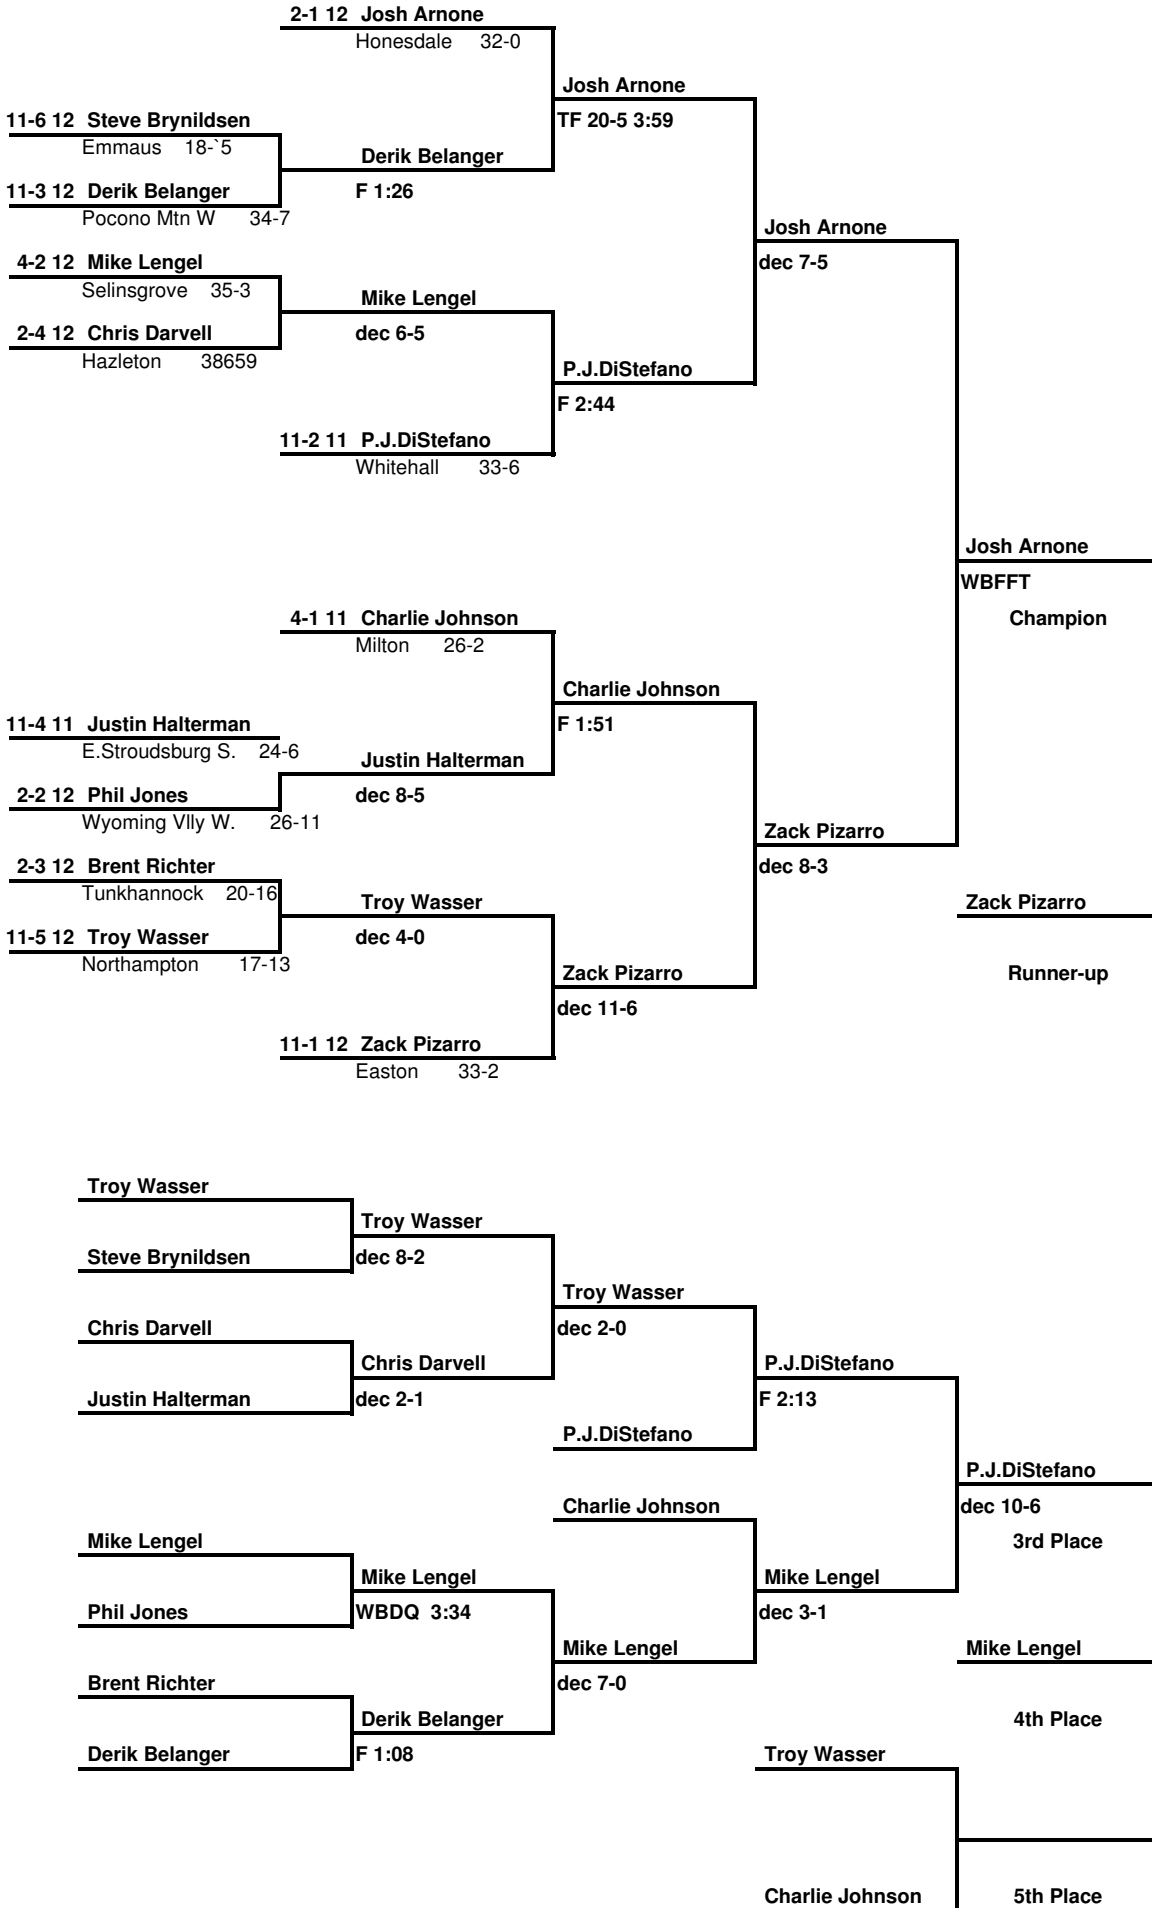 2-1 12 Josh Arnone
Honesdale 32-0
Josh Arnone
11-6 12 Steve Brynildsen
TF 20-5 3:59
Emmaus 18-`5
Derik Belanger
11-3 12 Derik Belanger
F 1:26
Pocono Mtn W 34-7
Josh Arnone
4-2 12 Mike Lengel
dec 7-5
Selinsgrove 35-3
Mike Lengel
2-4 12 Chris Darvell
dec 6-5
Hazleton 38659
P.J.DiStefano
F 2:44
11-2 11 P.J.DiStefano
Whitehall 33-6
Josh Arnone
WBFFT
4-1 11 Charlie Johnson
Champion
Milton 26-2
Charlie Johnson
11-4 11 Justin Halterman
F 1:51
E.Stroudsburg S. 24-6
Justin Halterman
2-2 12 Phil Jones
dec 8-5
Wyoming Vlly W. 26-11
Zack Pizarro
2-3 12 Brent Richter
dec 8-3
Tunkhannock 20-16
Troy Wasser
Zack Pizarro
11-5 12 Troy Wasser
dec 4-0
Northampton 17-13
Zack Pizarro
Runner-up
dec 11-6
11-1 12 Zack Pizarro
Easton 33-2
Troy Wasser
Troy Wasser
Steve Brynildsen
dec 8-2
Troy Wasser
Chris Darvell
dec 2-0
Chris Darvell
P.J.DiStefano
Justin Halterman
dec 2-1
F 2:13
P.J.DiStefano
P.J.DiStefano
Charlie Johnson
dec 10-6
Mike Lengel
3rd Place
Mike Lengel
Mike Lengel
Phil Jones
WBDQ 3:34
dec 3-1
Mike Lengel
Mike Lengel
Brent Richter
dec 7-0
Derik Belanger
4th Place
Derik Belanger
F 1:08
Troy Wasser
Charlie Johnson
5th Place